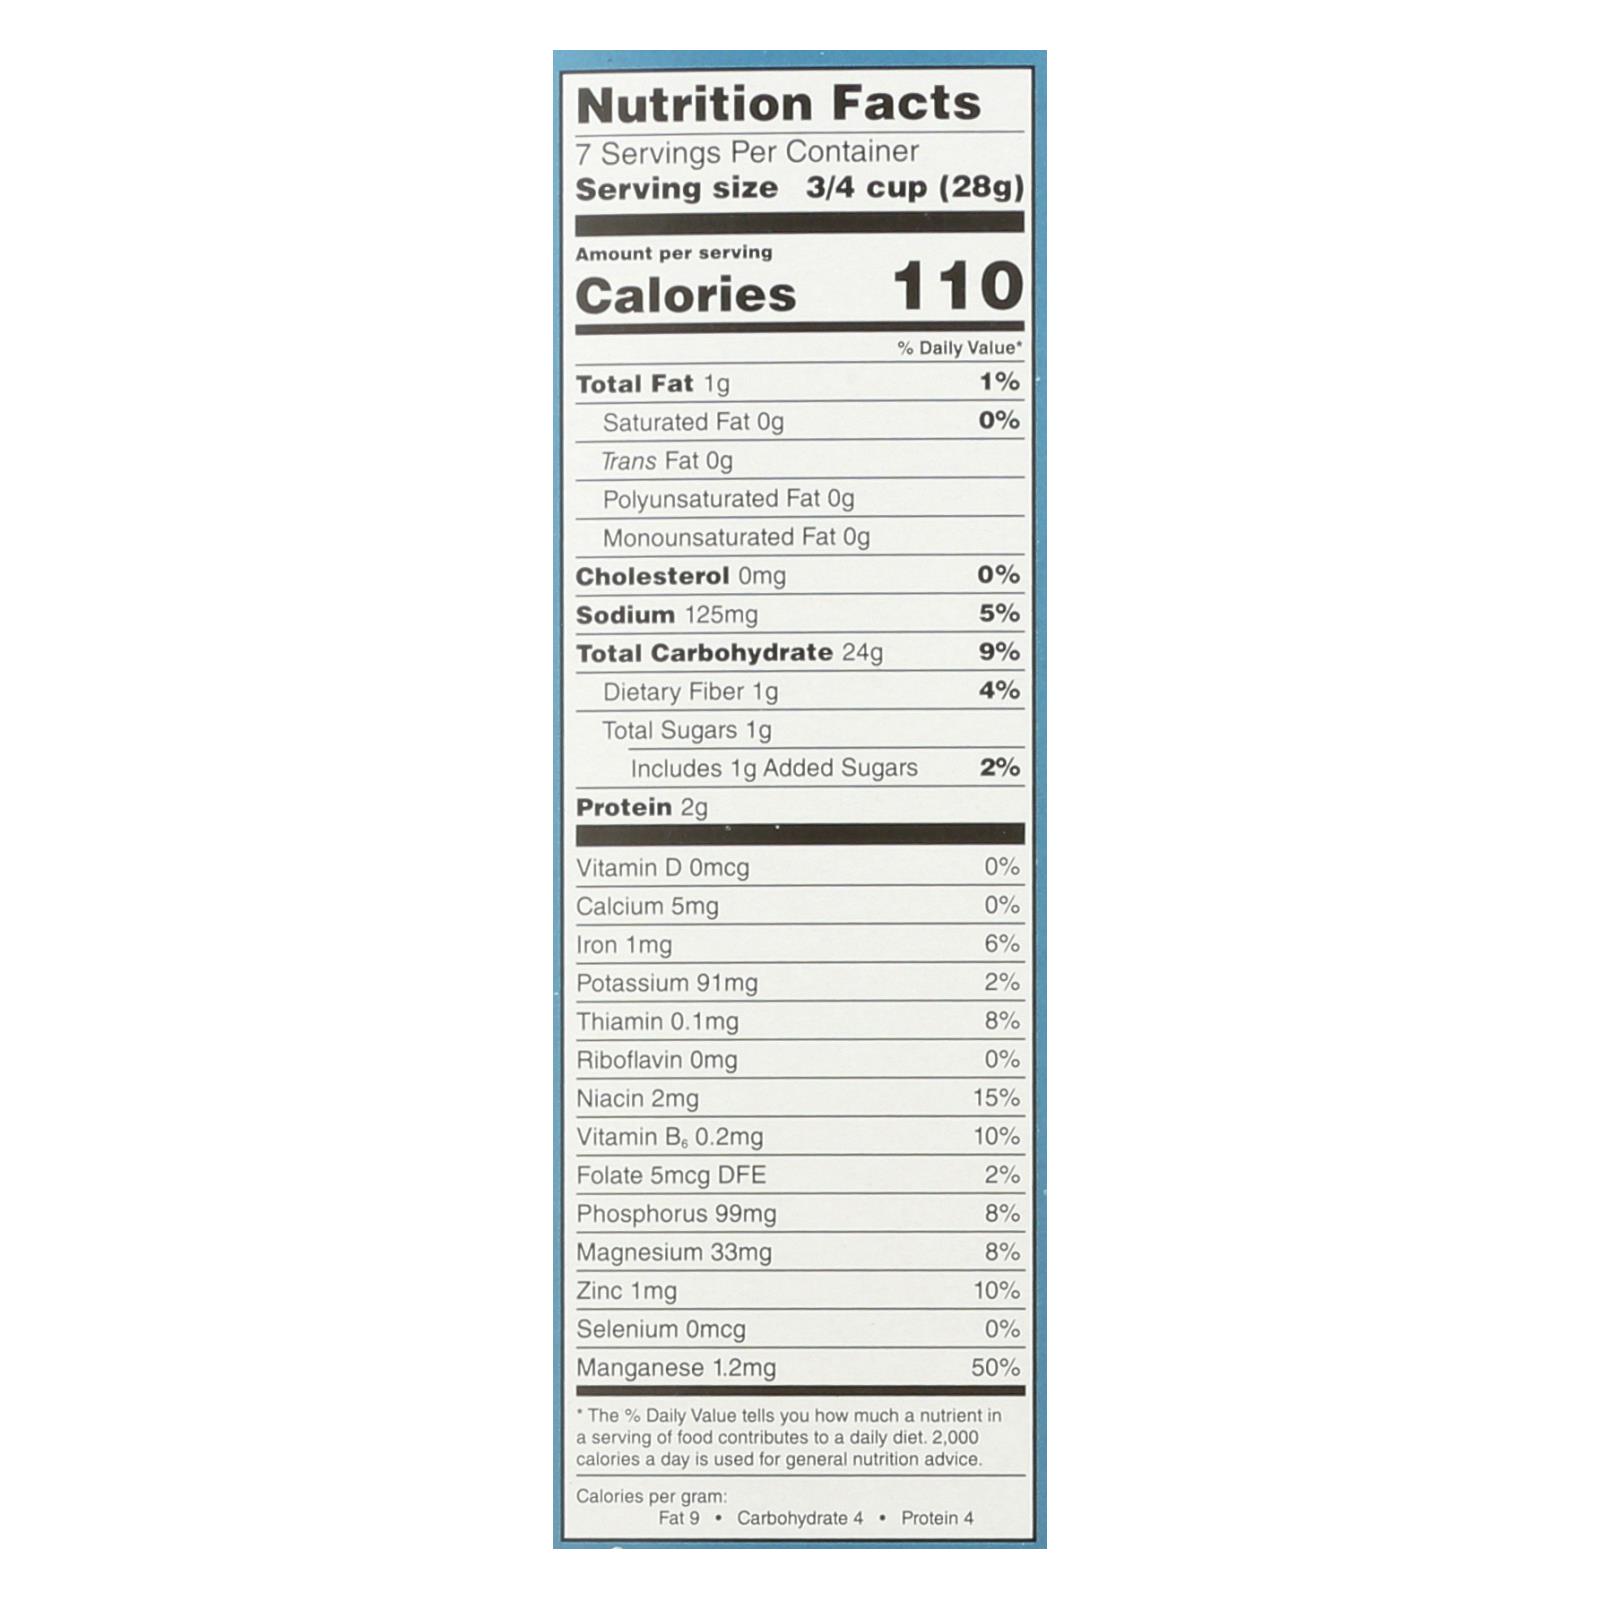 Nutrition Facts
7 Servings Per Container
Serving size 3/4 cup (28g)
Amount per serving
Calories 110
% Daily Value*
Total Fat 1g 1%
Saturated Fat 0g 0%
Trans Fat 0g
Polyunsaturated Fat 0g
Monounsaturated Fat 0g
Cholesterol 0mg 0%
Sodium 125mg 5%
Total Carbohydrate 24g 9%
Dietary Fiber 1g 4%
Total Sugars 1g
Includes 1g Added Sugars 2%
Protein 2g
Vitamin D 0mcg 0%
Calcium 5mg 0%
Iron 1mg 6%
Potassium 91mg 2%
Thiamin 0.1mg 8%
Riboflavin 0mg 0%
Niacin 2mg 15%
Vitamin B₆ 0.2mg 10%
Folate 5mcg DFE 2%
Phosphorus 99mg 8%
Magnesium 33mg 8%
Zinc 1mg 10%
Selenium 0mcg 0%
Manganese 1.2mg 50%
* The % Daily Value tells you how much a nutrient in
a serving of food contributes to a daily diet. 2,000
calories a day is used for general nutrition advice.
Calories per gram:
Fat 9 • Carbohydrate 4 • Protein 4